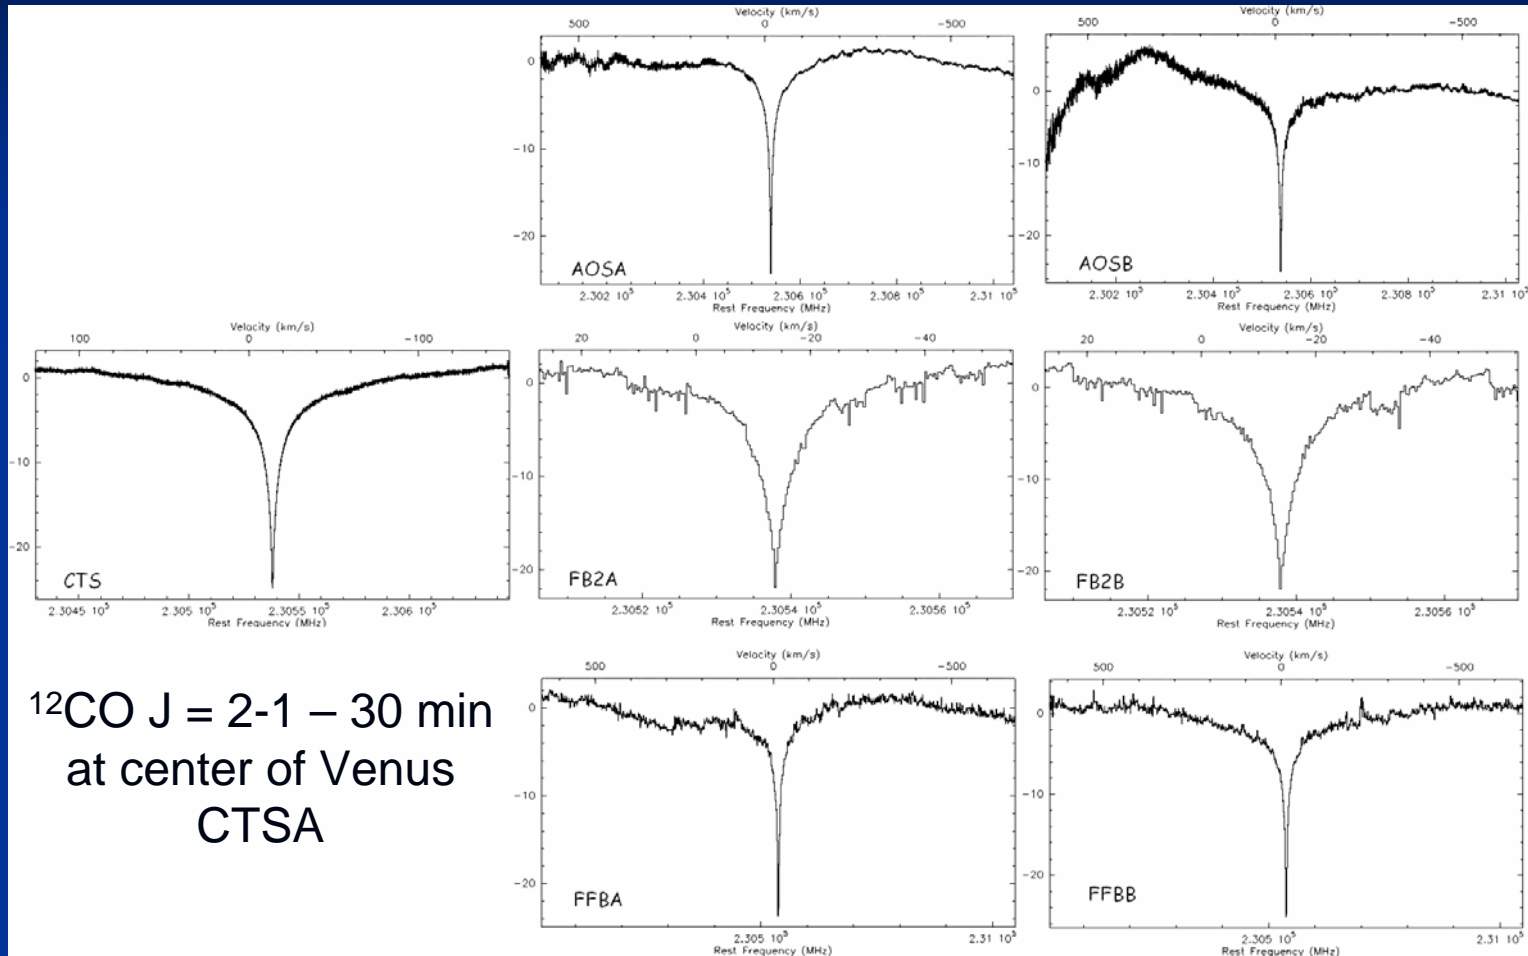 Velocity (km/s)
500 0 -500
0
-10
-20
AOSA
2.302 10⁵ 2.304 10⁵ 2.306 10⁵ 2.308 10⁵ 2.31 10⁵
Rest Frequency (MHz)
Velocity (km/s)
500 0 -500
0
-10
-20
AOSB
2.302 10⁵ 2.304 10⁵ 2.306 10⁵ 2.308 10⁵ 2.31 10⁵
Rest Frequency (MHz)
Velocity (km/s)
100 0 -100
0
-10
-20
CTS
2.3045 10⁵ 2.305 10⁵ 2.3055 10⁵ 2.306 10⁵
Rest Frequency (MHz)
Velocity (km/s)
20 0 -20 -40
0
-10
-20
FB2A
2.3052 10⁵ 2.3054 10⁵ 2.3056 10⁵
Rest Frequency (MHz)
Velocity (km/s)
20 0 -20 -40
0
-10
-20
FB2B
2.3052 10⁵ 2.3054 10⁵ 2.3056 10⁵
Rest Frequency (MHz)
¹²CO J = 2-1 – 30 min
at center of Venus
CTSA
Velocity (km/s)
500 0 -500
0
-10
-20
FFBA
2.305 10⁵ 2.31 10⁵
Rest Frequency (MHz)
Velocity (km/s)
500 0 -500
0
-10
-20
FFBB
2.305 10⁵ 2.31 10⁵
Rest Frequency (MHz)